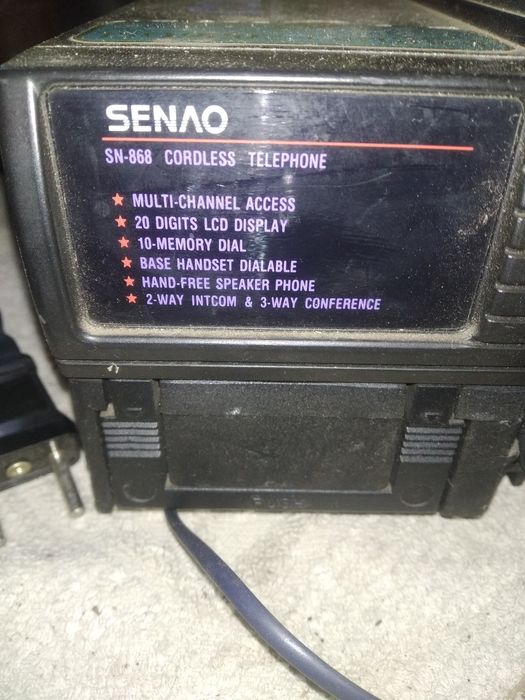 SENAO
SN-868 CORDLESS TELEPHONE
★ MULTI-CHANNEL ACCESS
★ 20 DIGITS LCD DISPLAY
★ 10-MEMORY DIAL
★ BASE HANDSET DIALABLE
★ HAND-FREE SPEAKER PHONE
★ 2-WAY INTCOM & 3-WAY CONFERENCE
PUSH